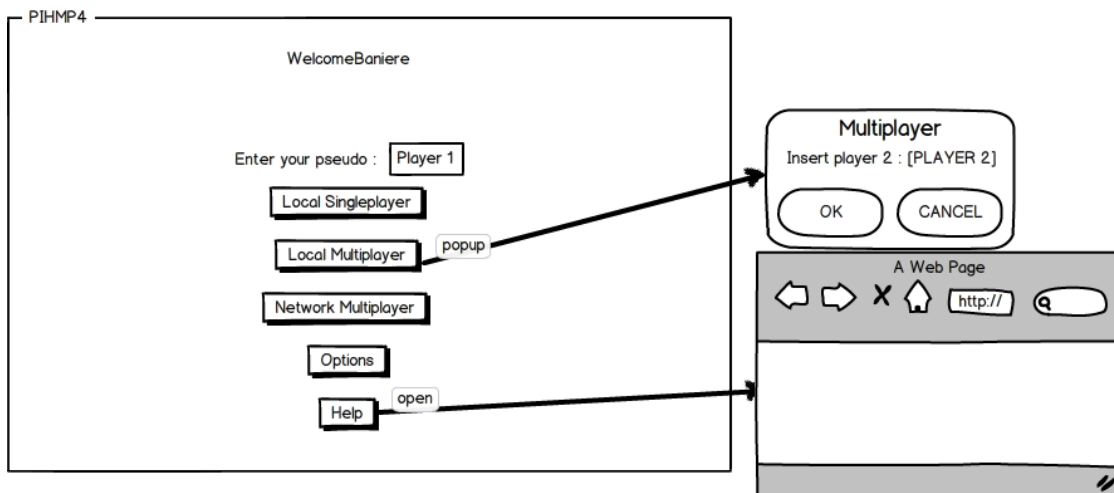 PIHMP4
WelcomeBaniere
Enter your pseudo : Player 1
Local Singleplayer
Local Multiplayer
popup
Network Multiplayer
Options
Help
open
Multiplayer
Insert player 2 : [PLAYER 2]
OK CANCEL
A Web Page
http://